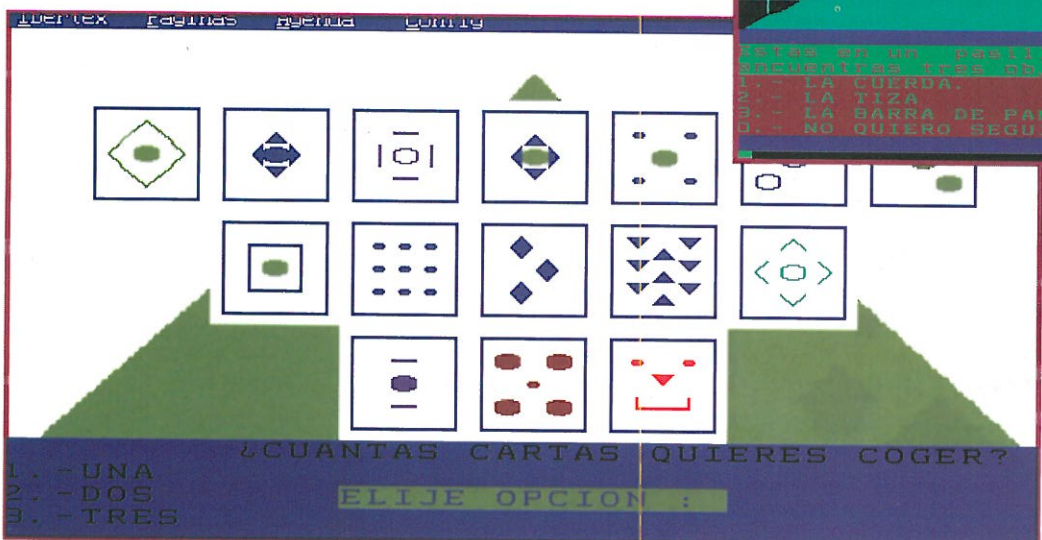 Ibertex Paginas Agenda Config
Estas en un pasil
encuentras tres ob
1.- LA CUERDA.
2.- LA TIZA
3.- LA BARRA DE PA
0.- NO QUIERO SEGU
¿CUANTAS CARTAS QUIERES COGER?
1.-UNA
2.-DOS
3.-TRES
ELIJE OPCION :